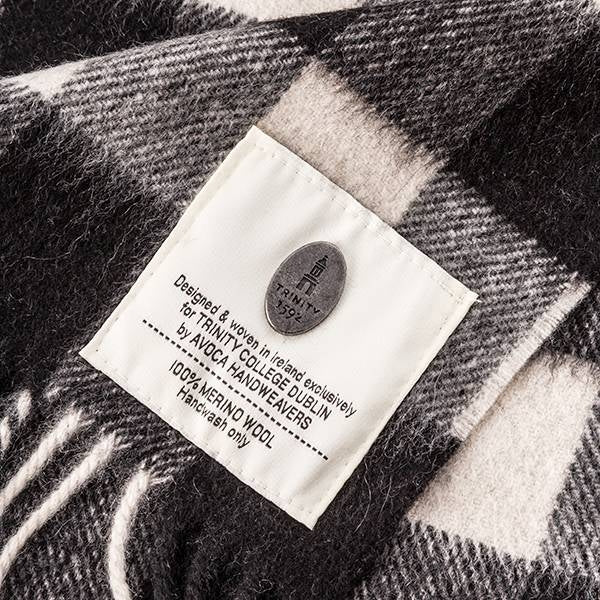 TRINITY
1592
Designed & woven in Ireland exclusively
for TRINITY COLLEGE DUBLIN
by AVOCA HANDWEAVERS
100% MERINO WOOL
Handwash only